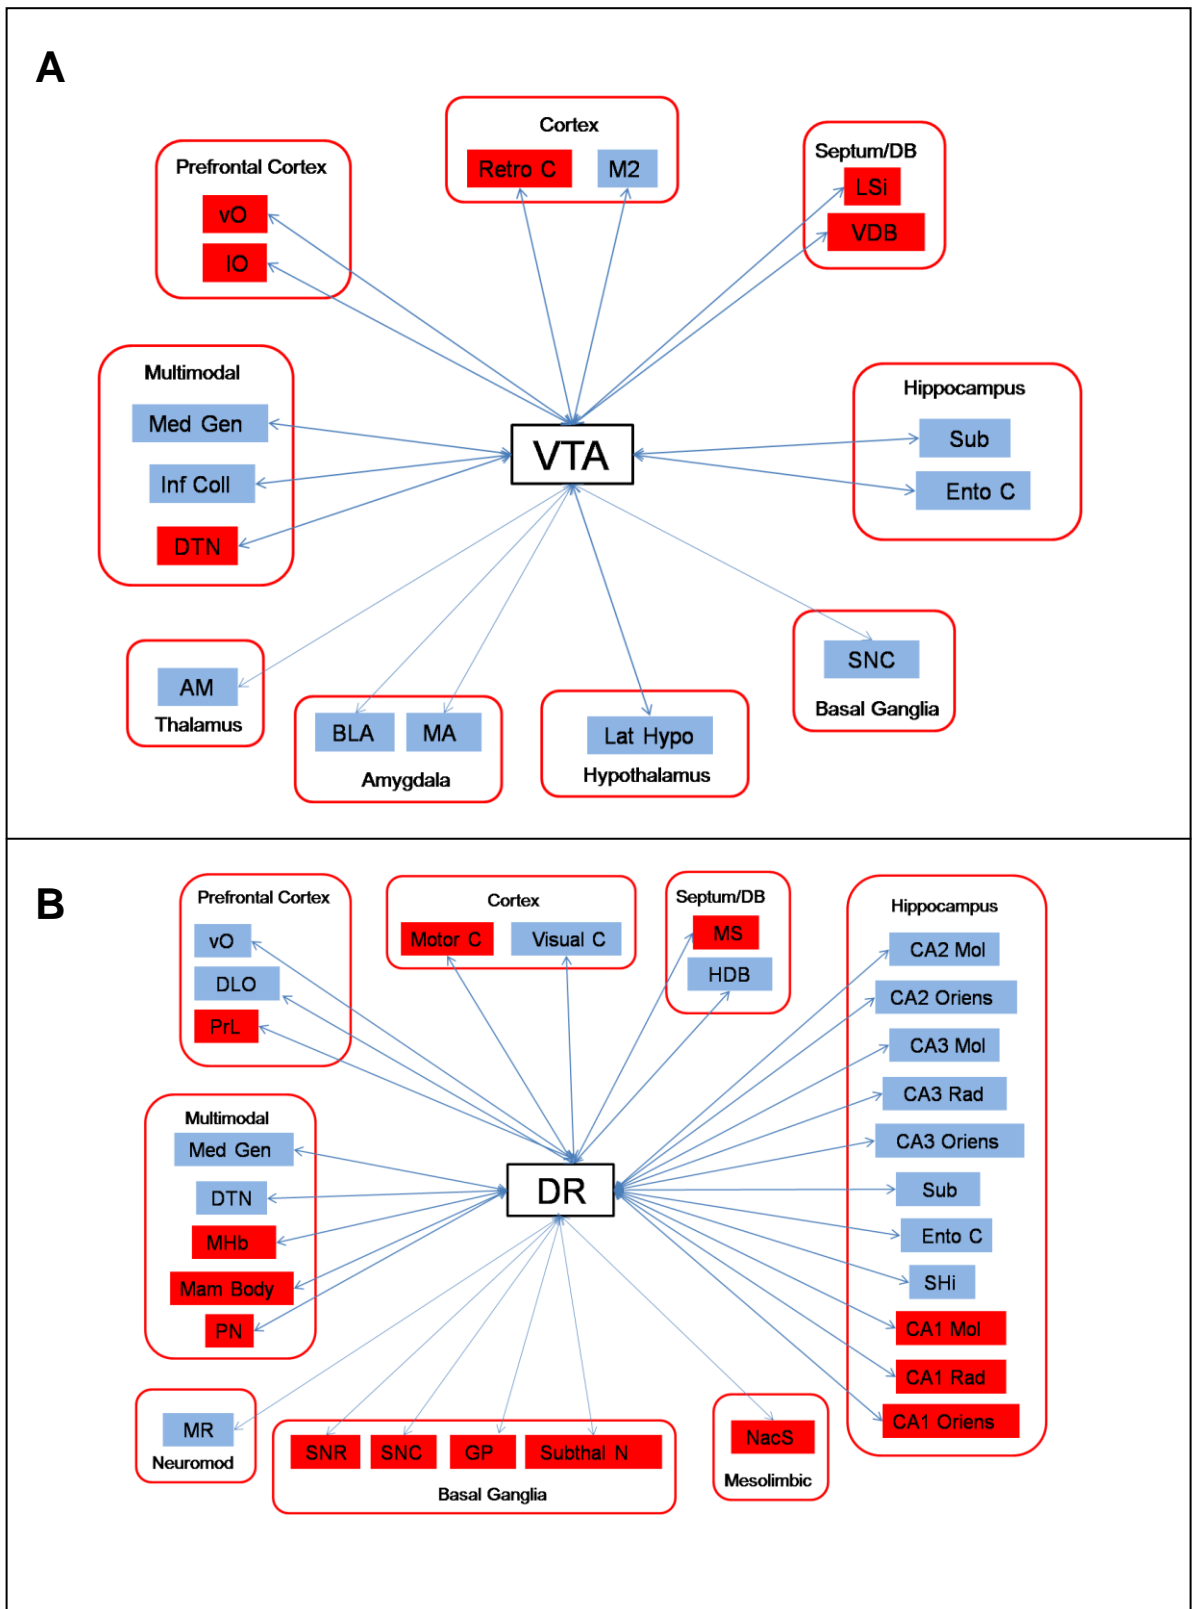 A
Cortex
Retro C
M2
Prefrontal Cortex
vO
lO
Septum/DB
LSi
VDB
Multimodal
Med Gen
Inf Coll
DTN
VTA
Hippocampus
Sub
Ento C
AM
Thalamus
BLA
MA
Amygdala
Lat Hypo
Hypothalamus
SNC
Basal Ganglia
B
Prefrontal Cortex
vO
DLO
PrL
Cortex
Motor C
Visual C
Septum/DB
MS
HDB
Hippocampus
CA2 Mol
CA2 Oriens
CA3 Mol
CA3 Rad
CA3 Oriens
Sub
Ento C
SHi
CA1 Mol
CA1 Rad
CA1 Oriens
Multimodal
Med Gen
DTN
MHb
Mam Body
PN
DR
MR
Neuromod
SNR
SNC
GP
Subthal N
Basal Ganglia
NacS
Mesolimbic